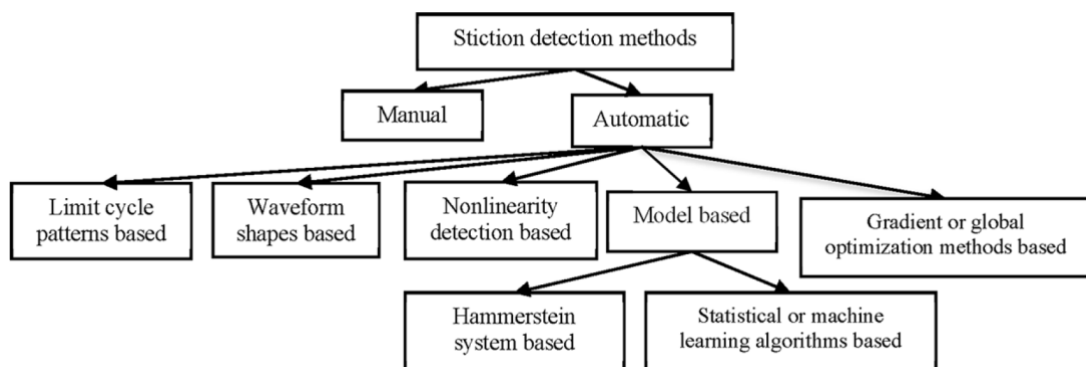 Stiction detection methods
Manual
Automatic
Limit cycle
patterns based
Waveform
shapes based
Nonlinearity
detection based
Model based
Gradient or global
optimization methods based
Hammerstein
system based
Statistical or machine
learning algorithms based